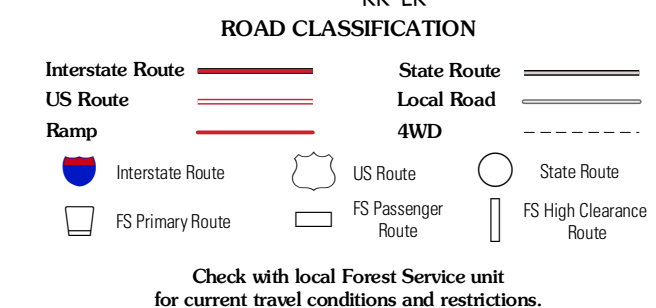 ROAD CLASSIFICATION
Interstate Route
State Route
US Route
Local Road
Ramp
4WD
Interstate Route
US Route
State Route
FS Primary Route
FS Passenger
Route
FS High Clearance
Route
Check with local Forest Service unit
for current travel conditions and restrictions.